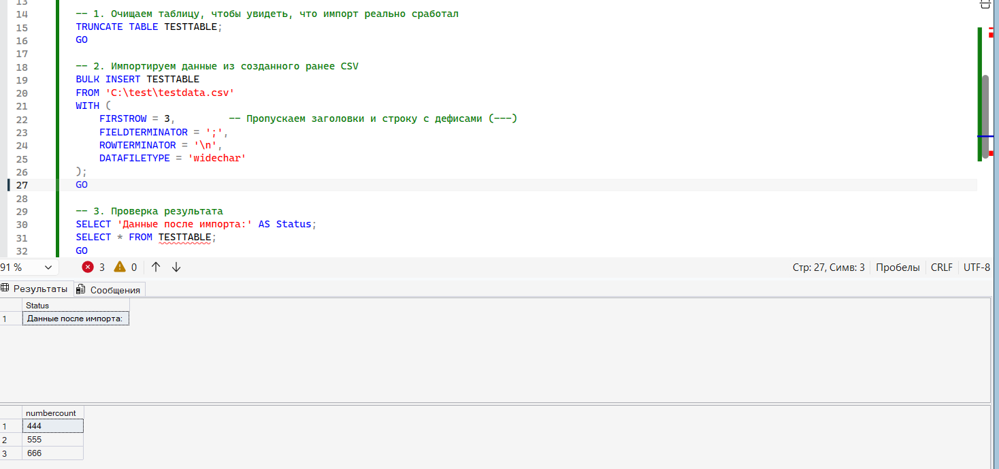 13
14 -- 1. Очищаем таблицу, чтобы увидеть, что импорт реально сработал
15 TRUNCATE TABLE TESTTABLE;
16 GO
17
18 -- 2. Импортируем данные из созданного ранее CSV
19 BULK INSERT TESTTABLE
20 FROM 'C:\test\testdata.csv'
21 WITH (
22 FIRSTROW = 3, -- Пропускаем заголовки и строку с дефисами (---)
23 FIELDTERMINATOR = ';',
24 ROWTERMINATOR = '\n',
25 DATAFILETYPE = 'widechar'
26 );
27 GO
28
29 -- 3. Проверка результата
30 SELECT 'Данные после импорта:' AS Status;
31 SELECT * FROM TESTTABLE;
32 GO
91 % 3 0 Стр: 27, Симв: 3 Пробелы CRLF UTF-8
Результаты Сообщения
Status
1 Данные после импорта:
numbercount
1 444
2 555
3 666